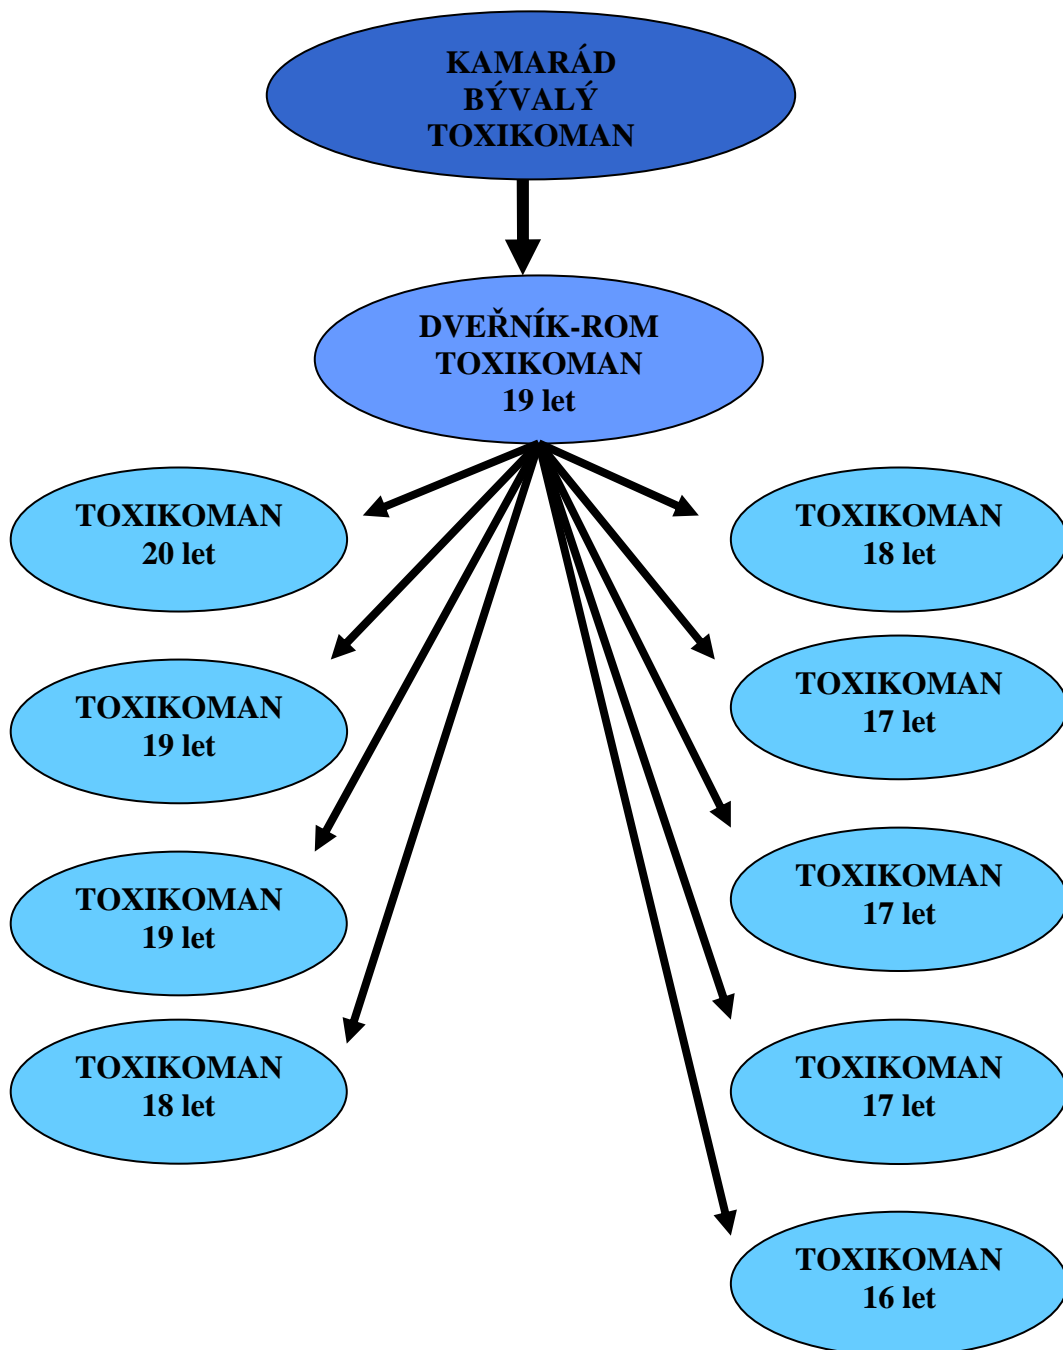 KAMARÁD
BÝVALÝ
TOXIKOMAN
DVEŘNÍK-ROM
TOXIKOMAN
19 let
TOXIKOMAN
20 let
TOXIKOMAN
19 let
TOXIKOMAN
19 let
TOXIKOMAN
18 let
TOXIKOMAN
18 let
TOXIKOMAN
17 let
TOXIKOMAN
17 let
TOXIKOMAN
17 let
TOXIKOMAN
16 let